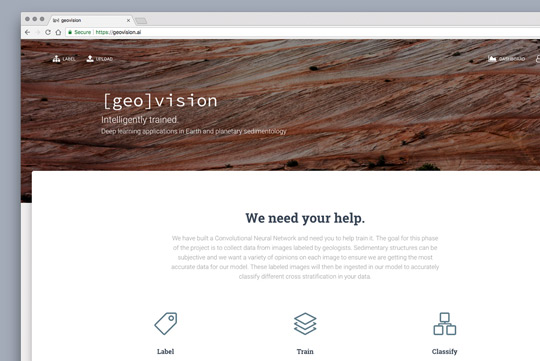 geovision
Secure https://geovision.ai
LABEL UPLOAD DASHBOARD
[geo]vision
Intelligently trained.
Deep learning applications in Earth and planetary sedimentology
We need your help.
We have built a Convolutional Neural Network and need you to help train it. The goal for this phase
of the project is to collect data from images labeled by geologists. Sedimentary structures can be
subjective and we want a variety of opinions on each image to ensure we are getting the most
accurate data for our model. These labeled images will then be ingested in our model to accurately
classify different cross stratification in your data.
Label Train Classify